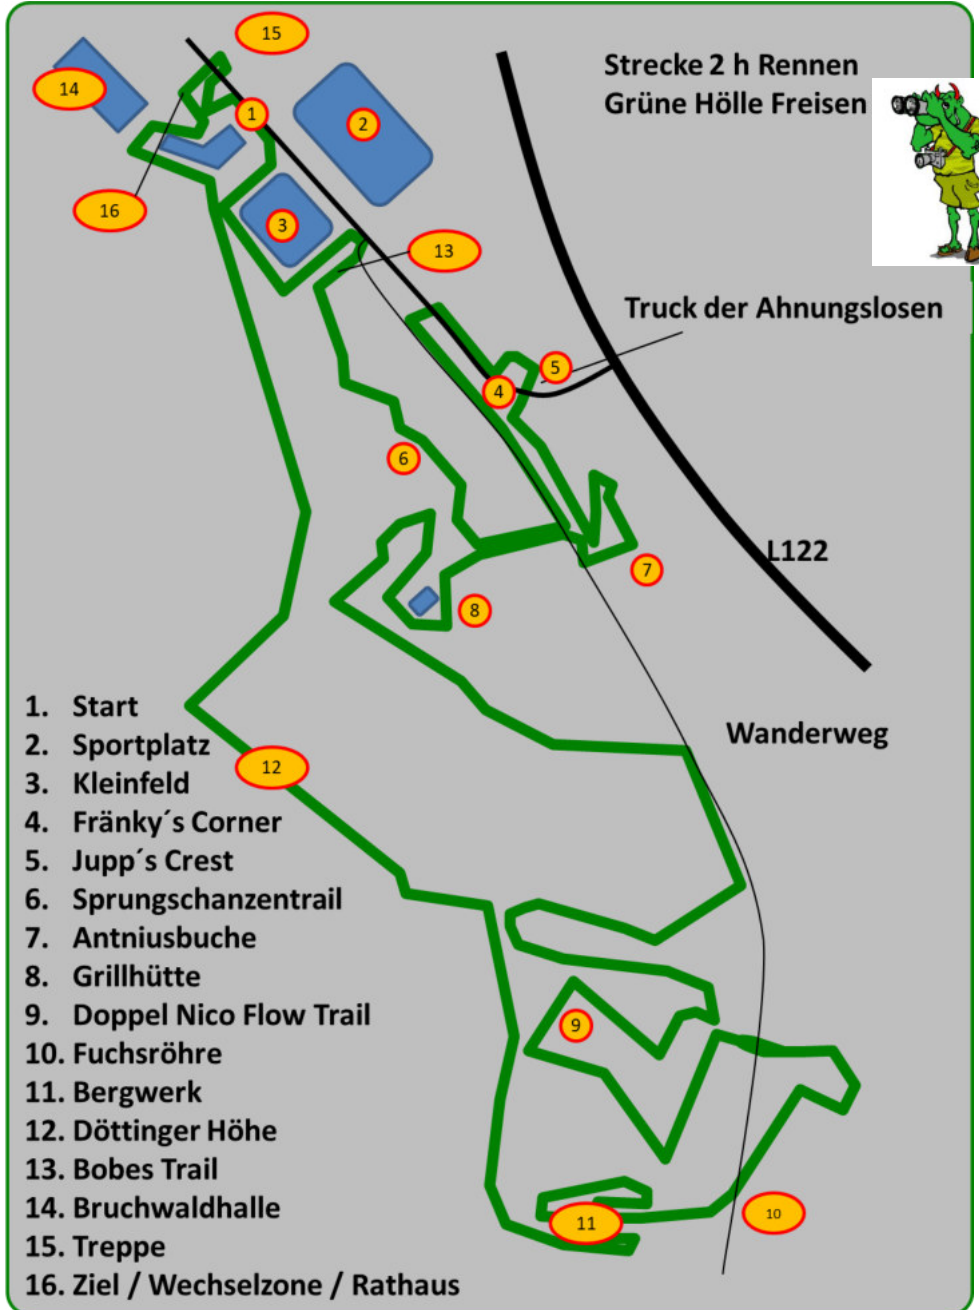 15
Strecke 2 h Rennen
Grüne Hölle Freisen
14
1
2
16
3
13
Truck der Ahnungslosen
5
4
6
L122
7
8
Wanderweg
12
1. Start
2. Sportplatz
3. Kleinfeld
4. Fränky´s Corner
5. Jupp´s Crest
6. Sprungschanzentrail
7. Antniusbuche
8. Grillhütte
9. Doppel Nico Flow Trail
10. Fuchsröhre
11. Bergwerk
12. Döttinger Höhe
13. Bobes Trail
14. Bruchwaldhalle
15. Treppe
16. Ziel / Wechselzone / Rathaus
9
10
11